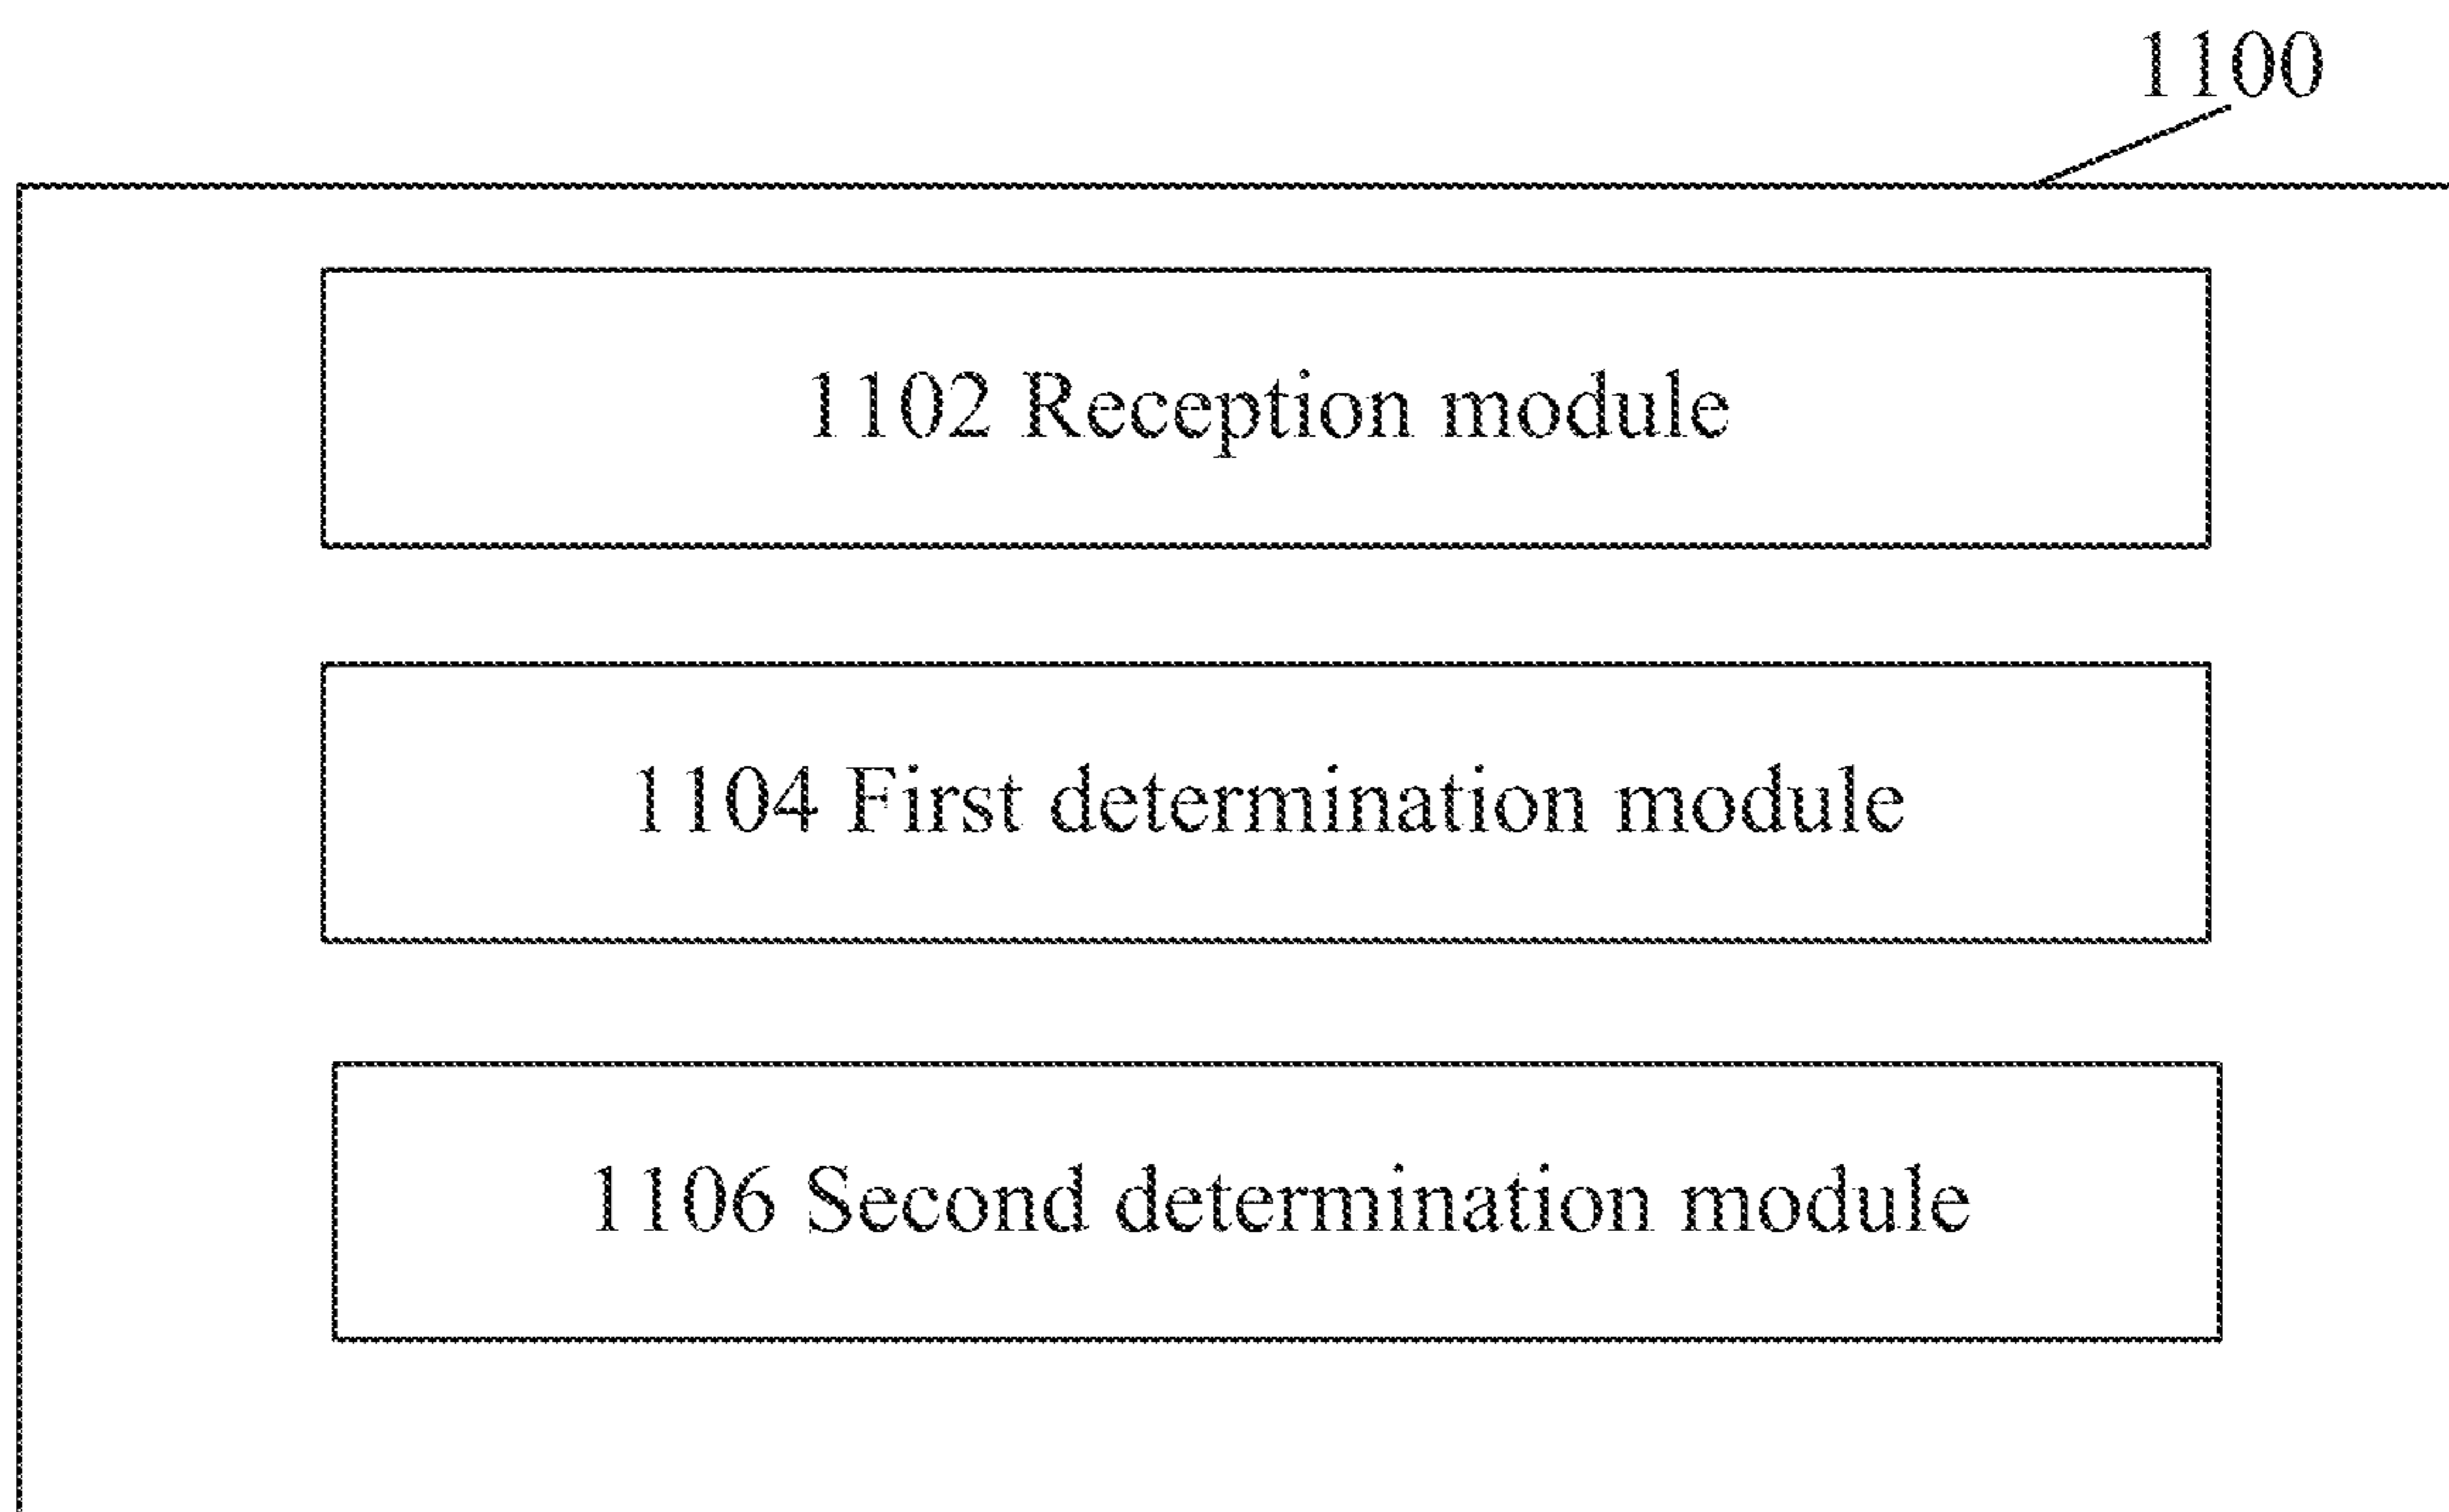 1100
1102 Reception module
1104 First determination module
1106 Second determination module